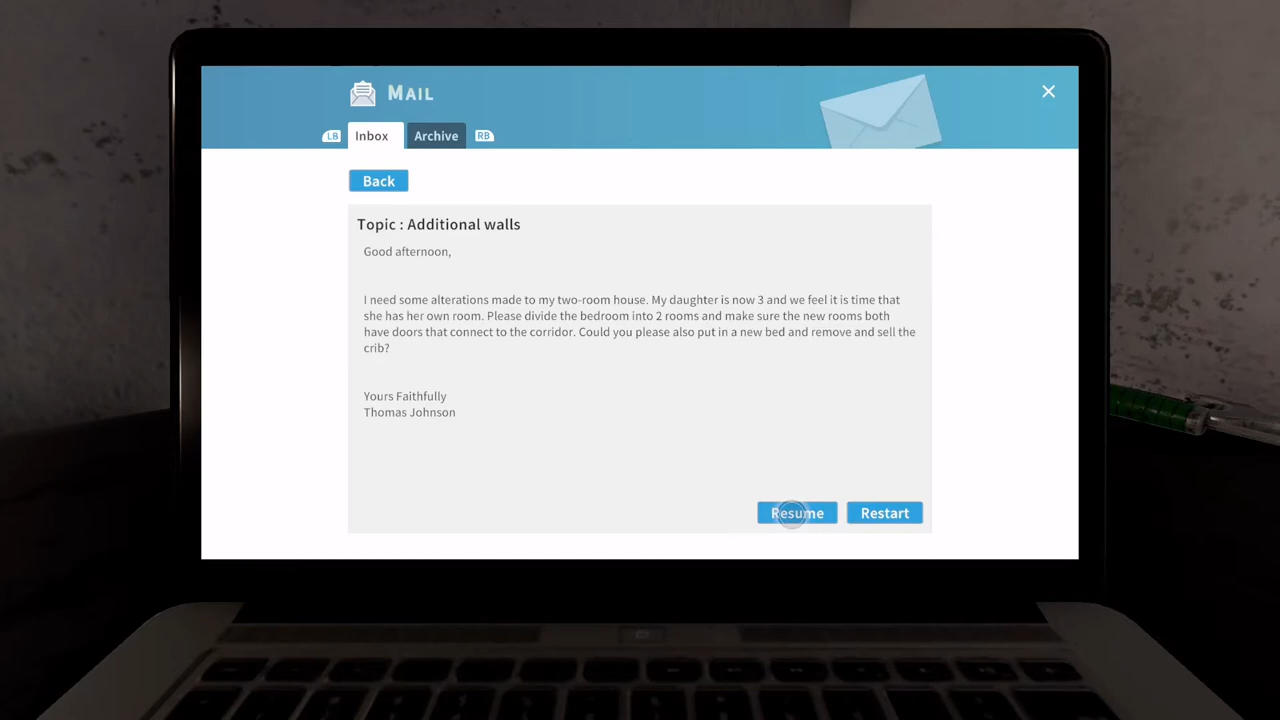 MAIL
LB
Inbox
Archive
RB
Back
Topic : Additional walls
Good afternoon,
I need some alterations made to my two-room house. My daughter is now 3 and we feel it is time that
she has her own room. Please divide the bedroom into 2 rooms and make sure the new rooms both
have doors that connect to the corridor. Could you please also put in a new bed and remove and sell the
crib?
Yours Faithfully
Thomas Johnson
Resume
Restart